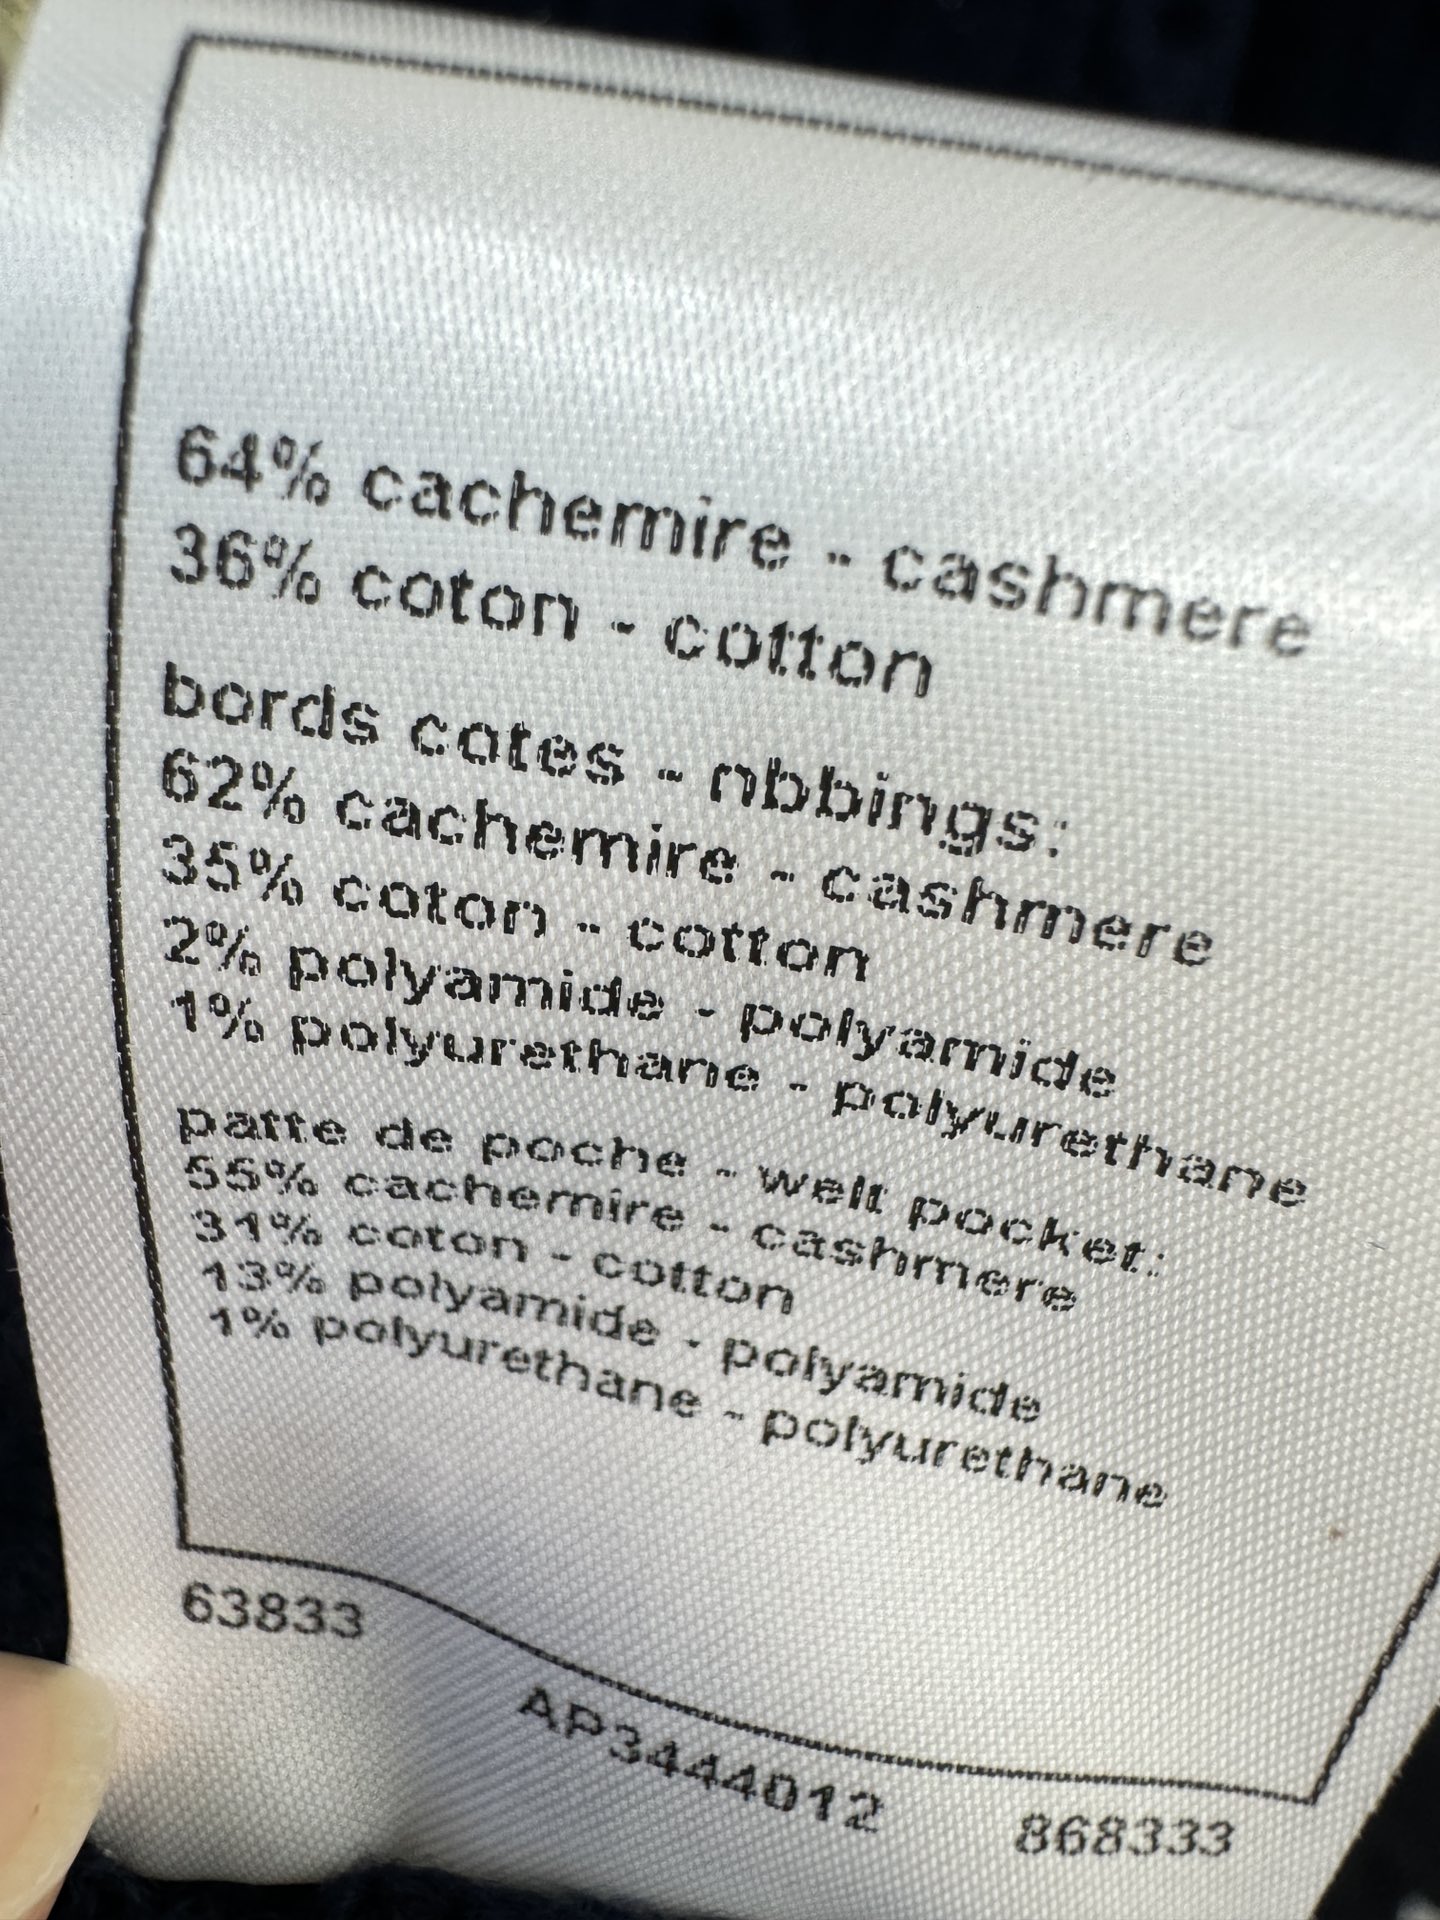 64% cachemire - cashmere
36% coton - cotton
bords cotes - ribbings:
62% cachemire - cashmere
35% coton - cotton
2% polyamide - polyamide
1% polyurethane - polyurethane
patte de poche - welt pocket:
55% cachemire - cashmere
31% coton - cotton
13% polyamide - polyamide
1% polyurethane - polyurethane
63833
AP3444012
868333